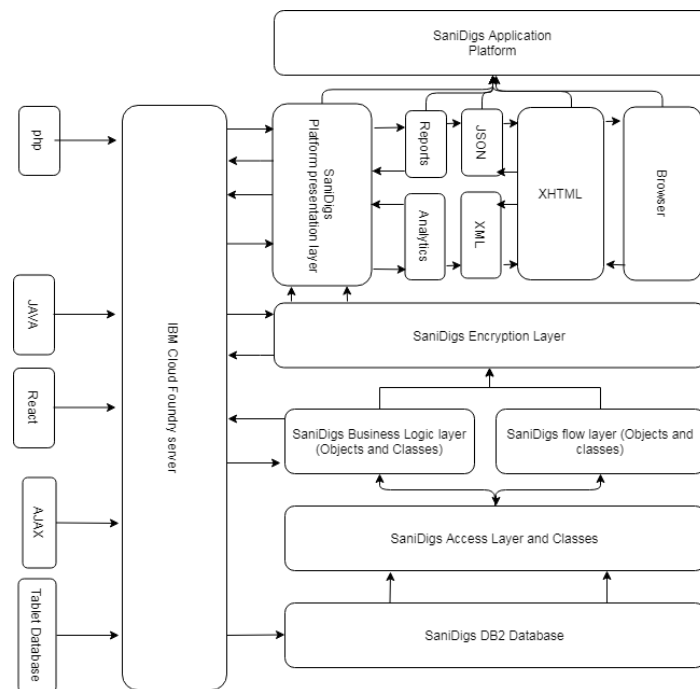 SaniDigs Application
Platform
php
JAVA
React
AJAX
Tablet Database
IBM Cloud Foundry server
SaniDigs
Platform presentation layer
Reports
JSON
Analytics
XML
XHTML
Browser
SaniDigs Encryption Layer
SaniDigs Business Logic layer
(Objects and Classes)
SaniDigs flow layer (Objects and
classes)
SaniDigs Access Layer and Classes
SaniDigs DB2 Database